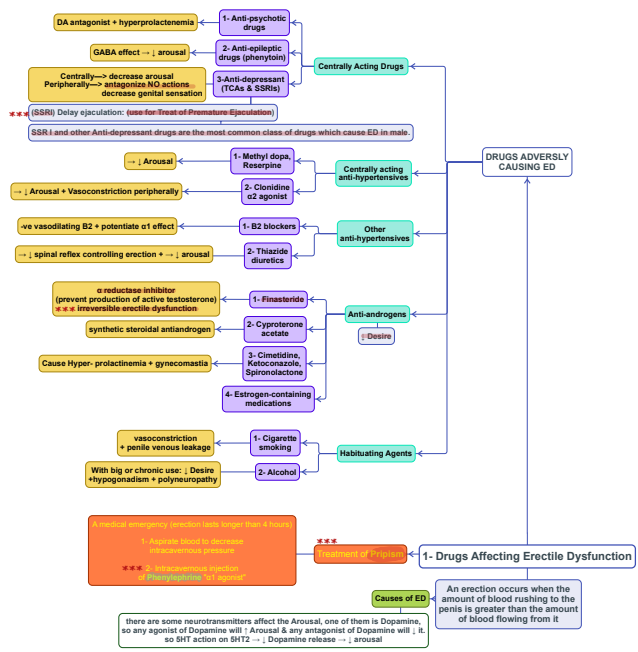 DA antagonist + hyperprolactenemia
1- Anti-psychotic
drugs
GABA effect → ↓ arousal
2- Anti-epileptic
drugs (phenytoin)
Centrally Acting Drugs
Centrally—> decrease arousal
Peripherally—> antagonize NO actions
decrease genital sensation
3-Anti-depressant
(TCAs & SSRIs)
*** (SSRI) Delay ejaculation: (use for Treat of Premature Ejaculation)
SSR I and other Anti-depressant drugs are the most common class of drugs which cause ED in male.
DRUGS ADVERSLY
CAUSING ED
→ ↓ Arousal
1- Methyl dopa,
Reserpine
Centrally acting
anti-hypertensives
→ ↓ Arousal + Vasoconstriction peripherally
2- Clonidine
α2 agonist
-ve vasodilating B2 + potentiate α1 effect
1- B2 blockers
Other
anti-hypertensives
→ ↓ spinal reflex controlling erection + → ↓ arousal
2- Thiazide
diuretics
α reductase inhibitor
(prevent production of active testosterone)
*** irreversible erectile dysfunction
1- Finasteride
Anti-androgens
↓ Desire
synthetic steroidal antiandrogen
2- Cyproterone
acetate
Cause Hyper- prolactinemia + gynecomastia
3- Cimetidine,
Ketoconazole,
Spironolactone
4- Estrogen-containing
medications
vasoconstriction
+ penile venous leakage
1- Cigarette
smoking
Habituating Agents
With big or chronic use: ↓ Desire
+hypogonadism + polyneuropathy
2- Alcohol
A medical emergency (erection lasts longer than 4 hours)
1- Aspirate blood to decrease
intracavernous pressure
*** 2- Intracavernous injection
of Phenylephrine "α1 agonist"
***
Treatment of Pripism
1- Drugs Affecting Erectile Dysfunction
An erection occurs when the
amount of blood rushing to the
penis is greater than the amount
of blood flowing from it
Causes of ED
there are some neurotransmitters affect the Arousal, one of them is Dopamine,
so any agonist of Dopamine will ↑ Arousal & any antagonist of Dopamine will ↓ it.
so 5HT action on 5HT2 → ↓ Dopamine release → ↓ arousal